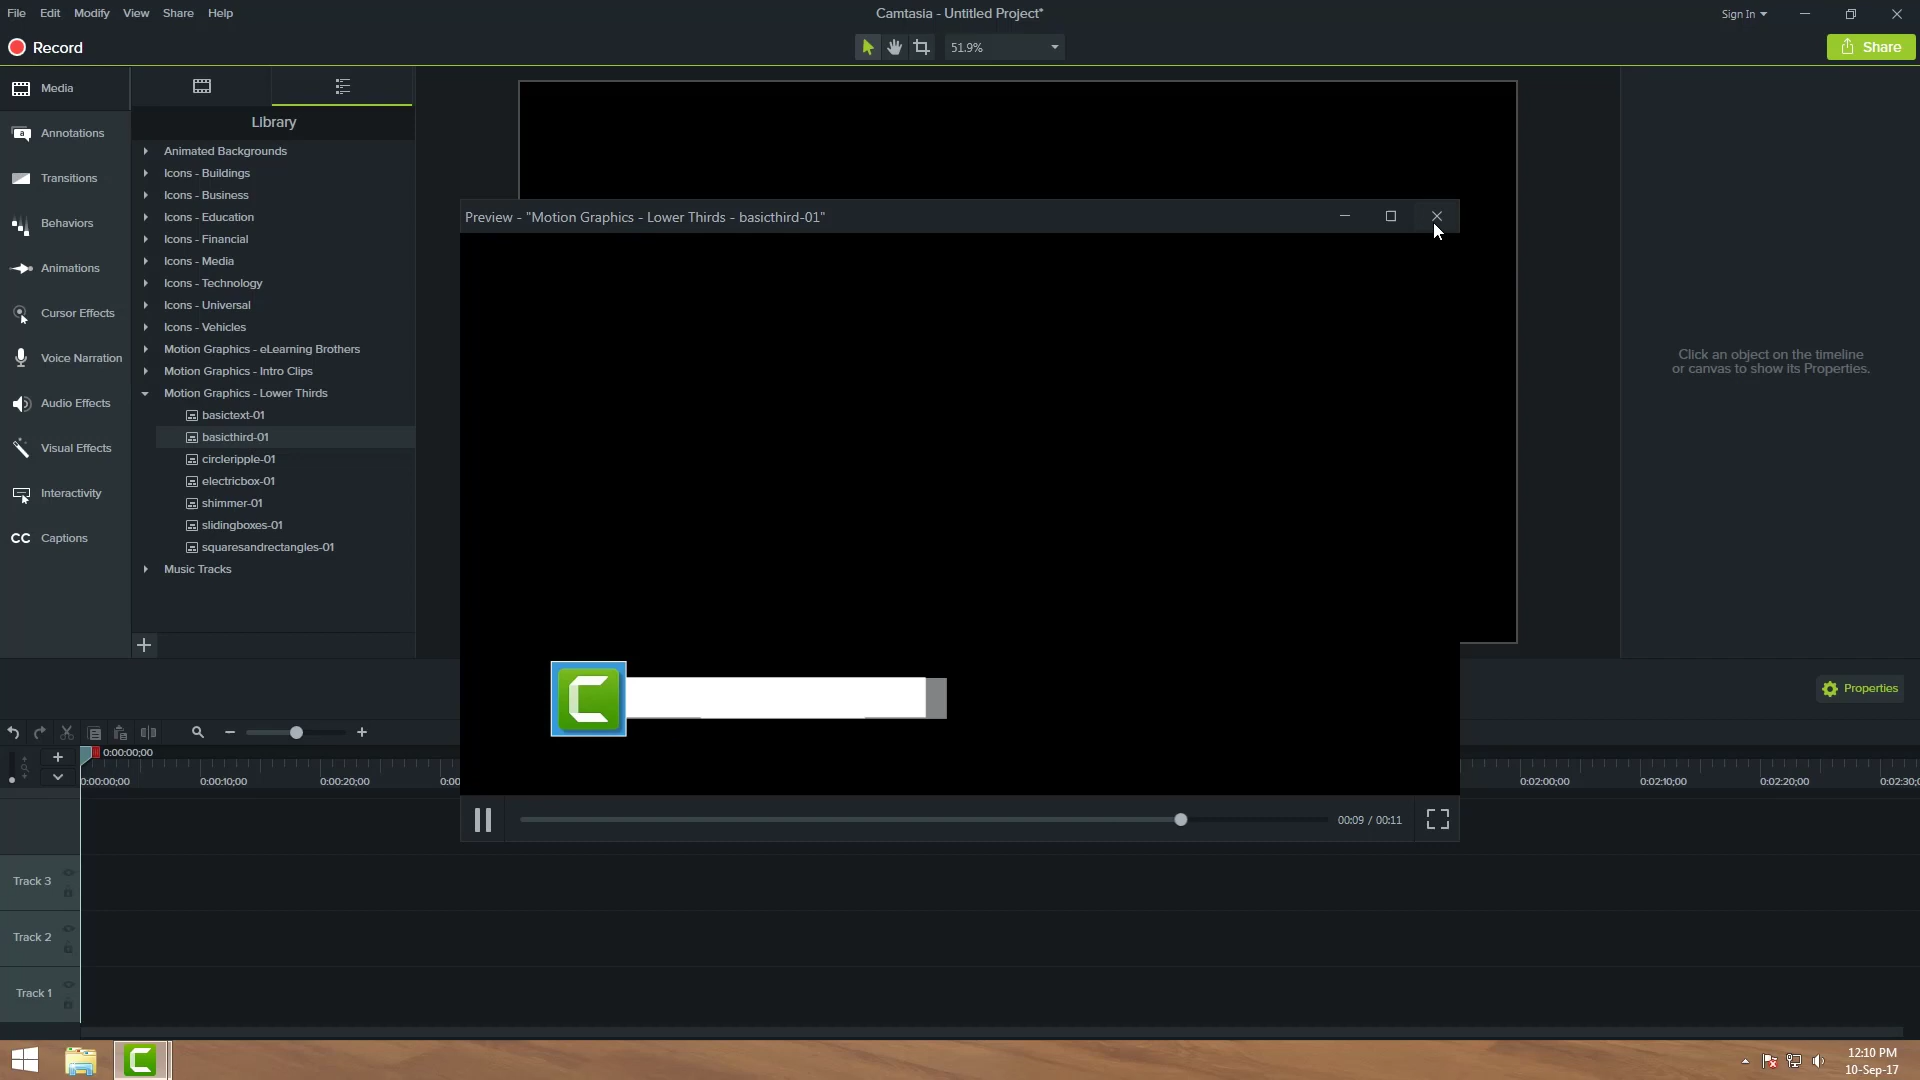 File Edit Modify View Share Help
Camtasia - Untitled Project*
Sign In
Record
51.9%
Share
Media
Annotations
Transitions
Behaviors
Animations
Cursor Effects
Voice Narration
Audio Effects
Visual Effects
Interactivity
CC Captions
Library
Animated Backgrounds
Icons - Buildings
Icons - Business
Icons - Education
Icons - Financial
Icons - Media
Icons - Technology
Icons - Universal
Icons - Vehicles
Motion Graphics - eLearning Brothers
Motion Graphics - Intro Clips
Motion Graphics - Lower Thirds
basictext-01
basicthird-01
circleripple-01
electricbox-01
shimmer-01
slidingboxes-01
squaresandrectangles-01
Music Tracks
Preview - "Motion Graphics - Lower Thirds - basicthird-01"
00:09 / 00:11
Click an object on the timeline
or canvas to show its Properties.
Properties
0:00:00;00
0:00:00;00 0:00:10;00 0:00:20;00 0:00 0:02:00;00 0:02:10;00 0:02:20;00 0:02:30;0
Track 3
Track 2
Track 1
12:10 PM
10-Sep-17